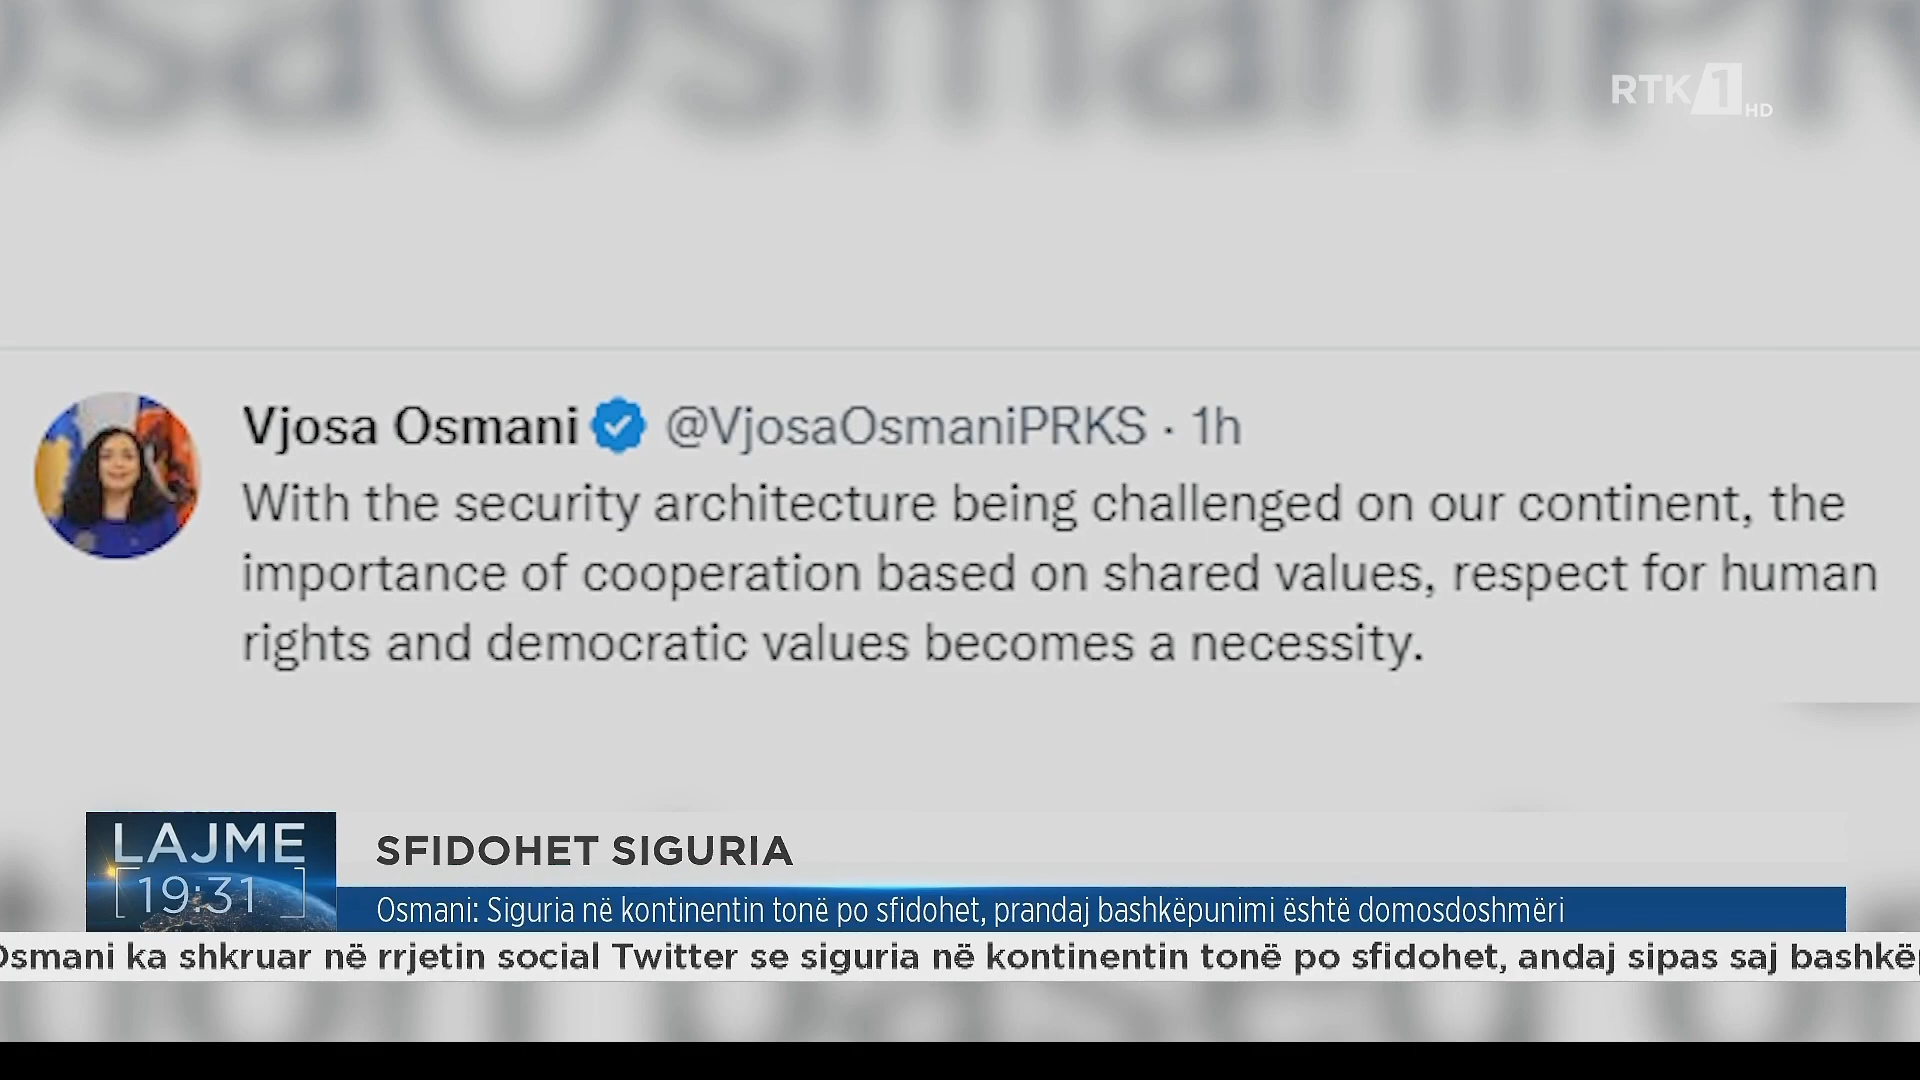 RTK 1 HD
Vjosa Osmani @VjosaOsmaniPRKS · 1h
With the security architecture being challenged on our continent, the
importance of cooperation based on shared values, respect for human
rights and democratic values becomes a necessity.
LAJME
19:31
SFIDOHET SIGURIA
Osmani: Siguria në kontinentin tonë po sfidohet, prandaj bashkëpunimi është domosdoshmëri
Osmani ka shkruar në rrjetin social Twitter se siguria në kontinentin tonë po sfidohet, andaj sipas saj